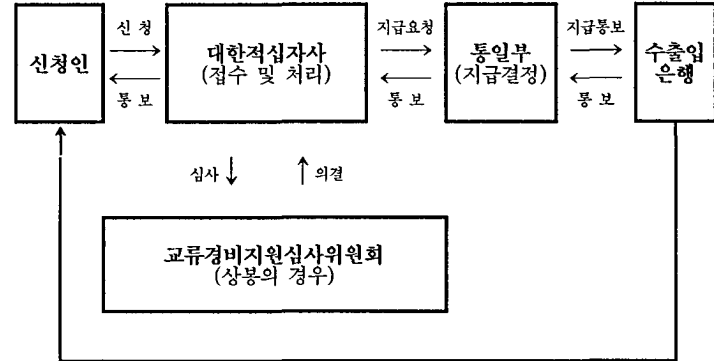 신청인
신 청
통 보
대한적십자사
(접수 및 처리)
지급요청
통 보
통일부
(지급결정)
지급통보
통 보
수출입
은행
심사
의결
교류경비지원심사위원회
(상봉의 경우)